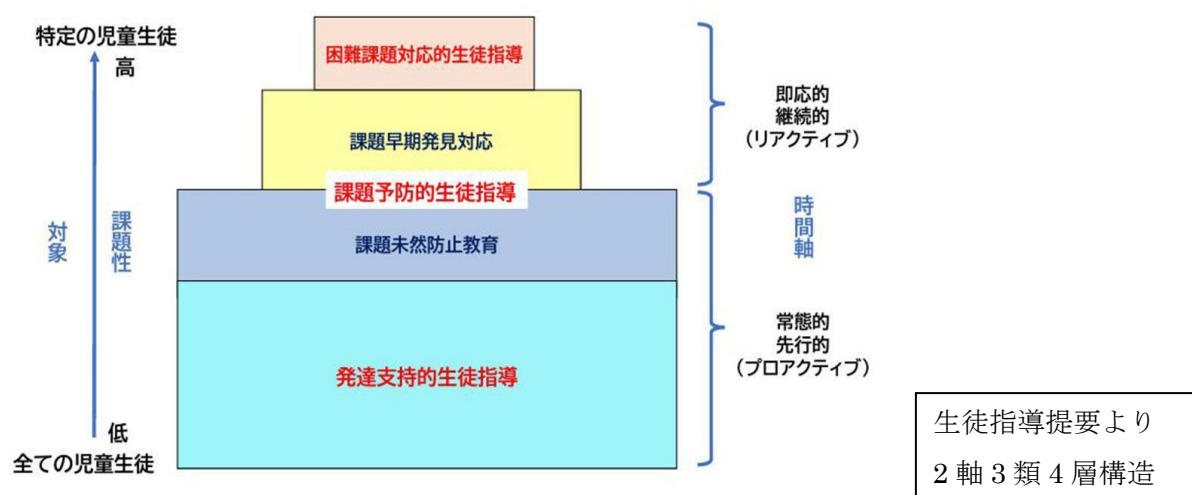 特定の児童生徒
高
困難課題対応的生徒指導
課題早期発見対応
課題予防的生徒指導
課題未然防止教育
発達支持的生徒指導
対象
課題性
低
全ての児童生徒
即応的
継続的
（リアクティブ）
時間軸
常態的
先行的
（プロアクティブ）
生徒指導提要より
2 軸 3 類 4 層構造